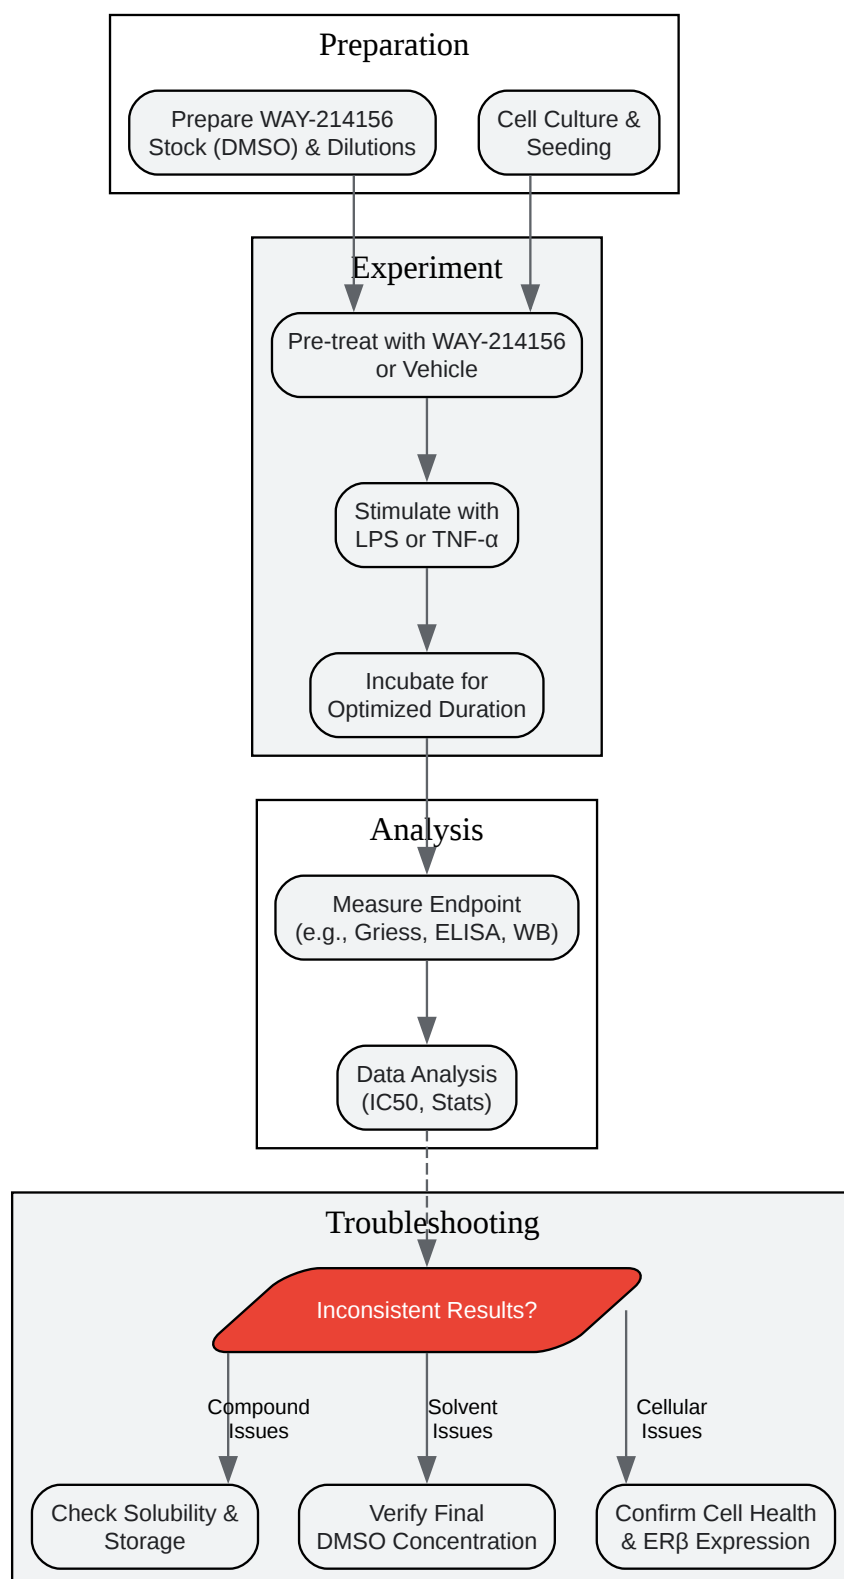 Preparation
Prepare WAY-214156
Stock (DMSO) & Dilutions
Cell Culture &
Seeding
Experiment
Pre-treat with WAY-214156
or Vehicle
Stimulate with
LPS or TNF-α
Incubate for
Optimized Duration
Analysis
Measure Endpoint
(e.g., Griess, ELISA, WB)
Data Analysis
(IC50, Stats)
Troubleshooting
Inconsistent Results?
Compound
Issues
Solvent
Issues
Cellular
Issues
Check Solubility &
Storage
Verify Final
DMSO Concentration
Confirm Cell Health
& ERβ Expression